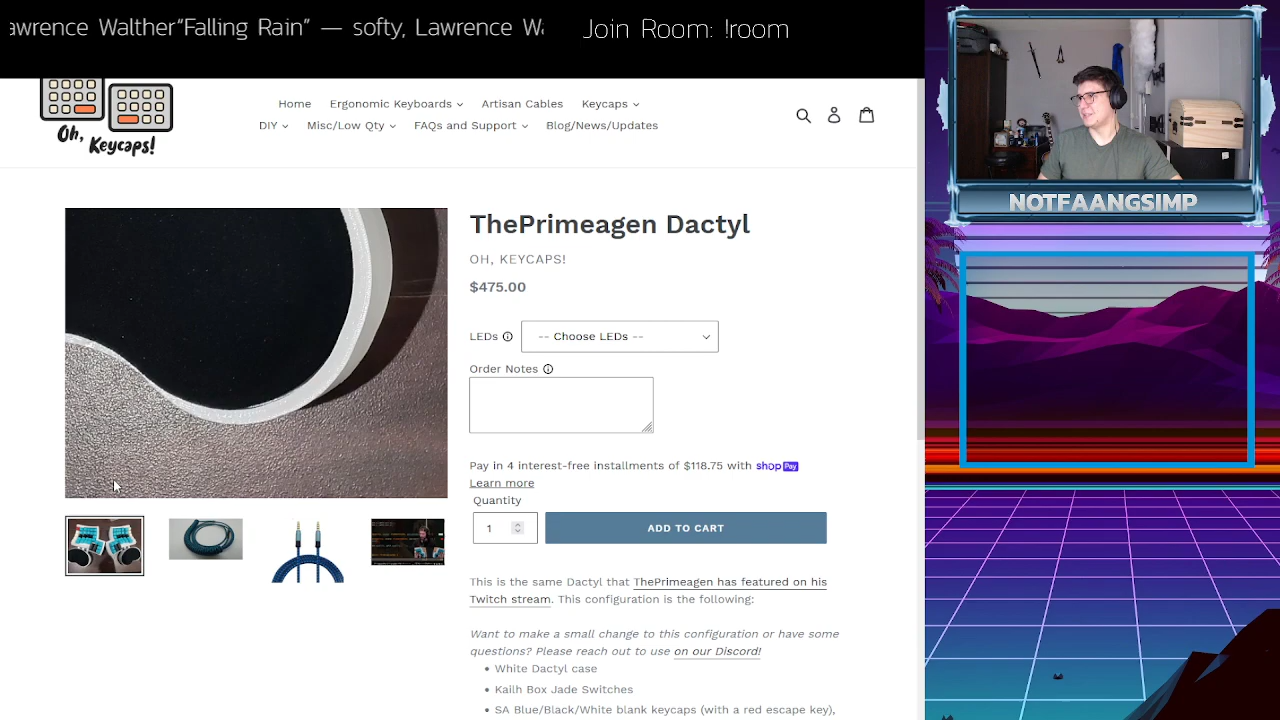 awrence Walther"Falling Rain" — softy, Lawrence Wa
Join Room: !room
Oh, Keycaps!
Home Ergonomic Keyboards Artisan Cables Keycaps
DIY Misc/Low Qty FAQs and Support Blog/News/Updates
NOTFAANGSIMP
ThePrimeagen Dactyl
OH, KEYCAPS!
$475.00
LEDs -- Choose LEDs --
Order Notes
Pay in 4 interest-free installments of $118.75 with shop Pay
Learn more
Quantity
1 ADD TO CART
This is the same Dactyl that ThePrimeagen has featured on his
Twitch stream. This configuration is the following:
Want to make a small change to this configuration or have some
questions? Please reach out to use on our Discord!
• White Dactyl case
• Kailh Box Jade Switches
• SA Blue/Black/White blank keycaps (with a red escape key),